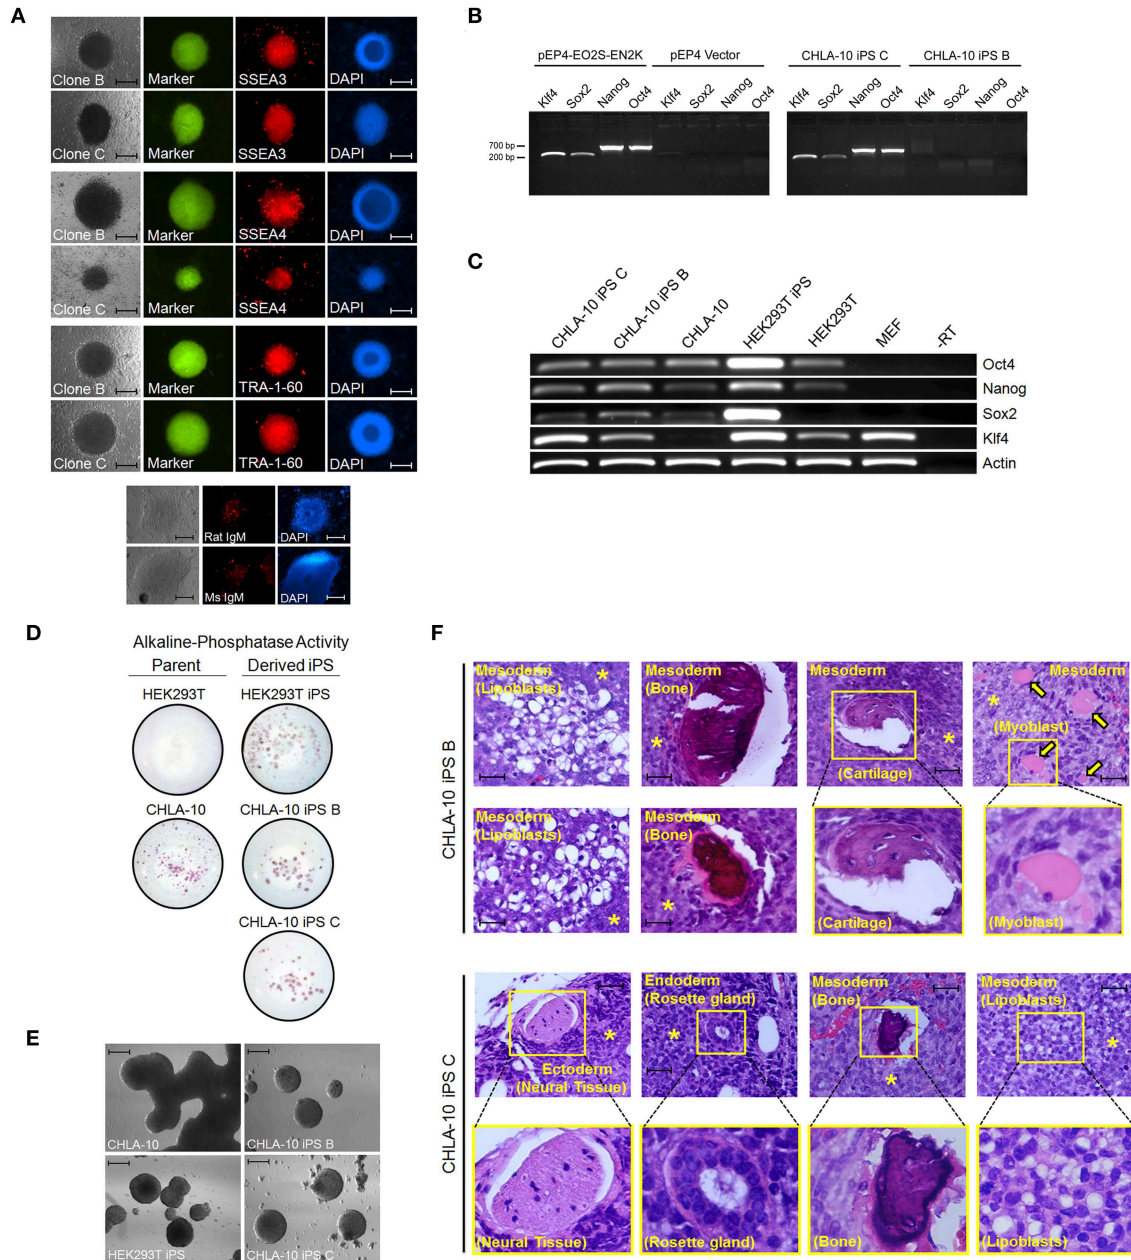 A
Clone B Marker SSEA3 DAPI
Clone C Marker SSEA3 DAPI
Clone B Marker SSEA4 DAPI
Clone C Marker SSEA4 DAPI
Clone B Marker TRA-1-60 DAPI
Clone C Marker TRA-1-60 DAPI
Rat IgM DAPI
Ms IgM DAPI
B
pEP4-EO2S-EN2K pEP4 Vector CHLA-10 iPS C CHLA-10 iPS B
Klf4 Sox2 Nanog Oct4 Klf4 Sox2 Nanog Oct4 Klf4 Sox2 Nanog Oct4 Klf4 Sox2 Nanog Oct4
700 bp
200 bp
C
CHLA-10 iPS C CHLA-10 iPS B CHLA-10 HEK293T iPS HEK293T MEF -RT
Oct4
Nanog
Sox2
Klf4
Actin
D
Alkaline-Phosphatase Activity
Parent Derived iPS
HEK293T HEK293T iPS
CHLA-10 CHLA-10 iPS B
CHLA-10 iPS C
E
CHLA-10 CHLA-10 iPS B
HEK293T iPS CHLA-10 iPS C
F
CHLA-10 iPS B
Mesoderm
(Lipoblasts)
*
Mesoderm
(Bone)
*
Mesoderm
*
(Cartilage)
Mesoderm
*
(Myoblast)
Mesoderm
(Lipoblasts)
*
Mesoderm
(Bone)
*
(Cartilage)
(Myoblast)
CHLA-10 iPS C
*
Ectoderm
(Neural Tissue)
Endoderm
(Rosette gland)
*
Mesoderm
(Bone)
*
Mesoderm
(Lipoblasts)
*
(Neural Tissue)
(Rosette gland)
(Bone)
(Lipoblasts)